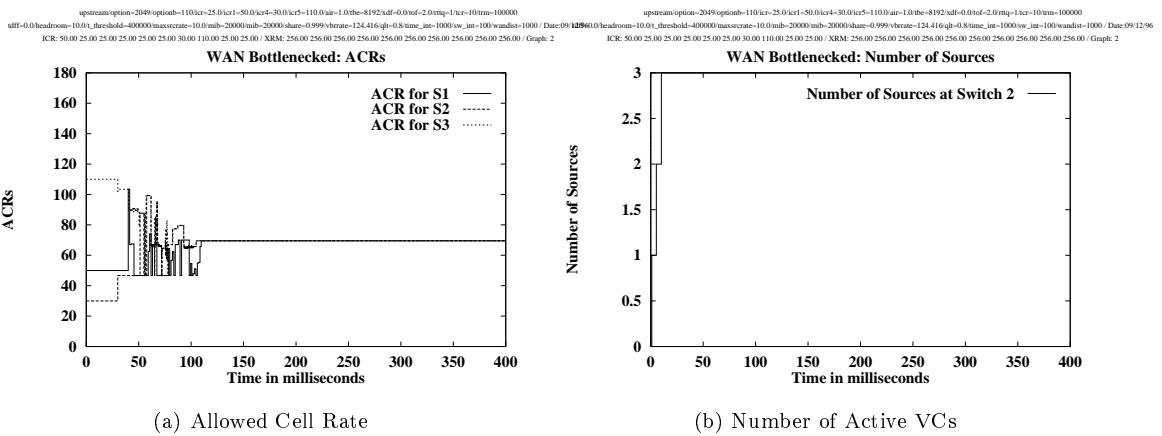 upstream/option=2049/optionb=110/icr=25.0/icr1=50.0/icr4=30.0/icr5=110.0/air=1.0/tbe=8192/xdf=0.0/tof=2.0/rttq=1/tcr=10/trm=100000
tdff=0.0/headroom=10.0/t_threshold=400000/maxsrcrate=10.0/mib=20000/mib=20000/share=0.999/vbrrate=124.416/qlt=0.8/time_int=1000/sw_int=100/wandist=1000 /
ICR: 50.00 25.00 25.00 25.00 25.00 25.00 30.00 110.00 25.00 25.00 / XRM: 256.00 256.00 256.00 256.00 256.00 256.00 256.00 256.00 256.00 256.00 / Graph: 2
WAN Bottlenecked: ACRs
ACR for S1
ACR for S2
ACR for S3
180
160
140
120
100
80
60
40
20
0
ACRs
0 50 100 150 200 250 300 350 400
Time in milliseconds
(a) Allowed Cell Rate
upstream/option=2049/optionb=110/icr=25.0/icr1=50.0/icr4=30.0/icr5=110.0/air=1.0/tbe=8192/xdf=0.0/tof=2.0/rttq=1/tcr=10/trm=100000
/headroom=10.0/t_threshold=400000/maxsrcrate=10.0/mib=20000/mib=20000/share=0.999/vbrrate=124.416/qlt=0.8/time_int=1000/sw_int=100/wandist=1000 / Date:09/12/96
ICR: 50.00 25.00 25.00 25.00 25.00 25.00 30.00 110.00 25.00 25.00 / XRM: 256.00 256.00 256.00 256.00 256.00 256.00 256.00 256.00 256.00 256.00 / Graph: 2
WAN Bottlenecked: Number of Sources
Number of Sources at Switch 2
3
2.5
2
1.5
1
0.5
0
Number of Sources
0 50 100 150 200 250 300 350 400
Time in milliseconds
(b) Number of Active VCs